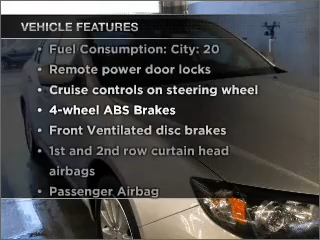 VEHICLE FEATURES
• Fuel Consumption: City: 20
• Remote power door locks
• Cruise controls on steering wheel
• 4-wheel ABS Brakes
• Front Ventilated disc brakes
• 1st and 2nd row curtain head
airbags
• Passenger Airbag